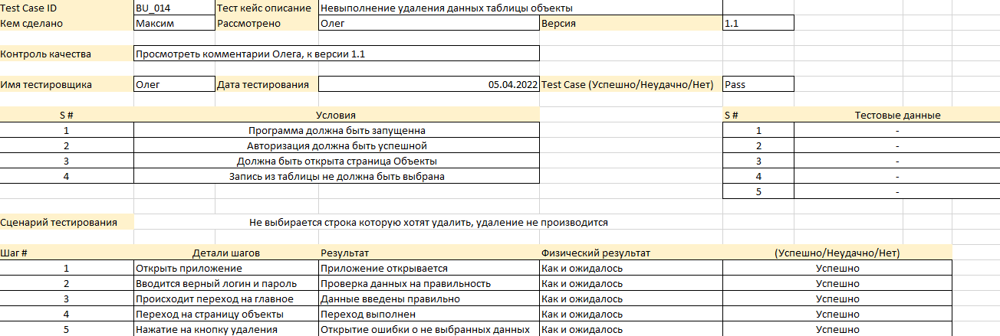 Test Case ID BU_014 Тест кейс описание Невыполнение удаления данных таблицы объекты
Кем сделано Максим Рассмотрено Олег Версия 1.1
Контроль качества Просмотреть комментарии Олега, к версии 1.1
Имя тестировщика Олег Дата тестирования 05.04.2022 Test Case (Успешно/Неудачно/Нет) Pass
S # Условия S # Тестовые данные
1 Программа должна быть запущенна 1 -
2 Авторизация должна быть успешной 2 -
3 Должна быть открыта страница Объекты 3 -
4 Запись из таблицы не должна быть выбрана 4 -
5 -
Сценарий тестирования Не выбирается строка которую хотят удалить, удаление не производится
Шаг # Детали шагов Результат Физический результат (Успешно/Неудачно/Нет)
1 Открыть приложение Приложение открывается Как и ожидалось Успешно
2 Вводится верный логин и пароль Проверка данных на правильность Как и ожидалось Успешно
3 Происходит переход на главное Данные введены правильно Как и ожидалось Успешно
4 Переход на страницу объекты Переход выполнен Как и ожидалось Успешно
5 Нажатие на кнопку удаления Открытие ошибки о не выбранных данных Как и ожидалось Успешно